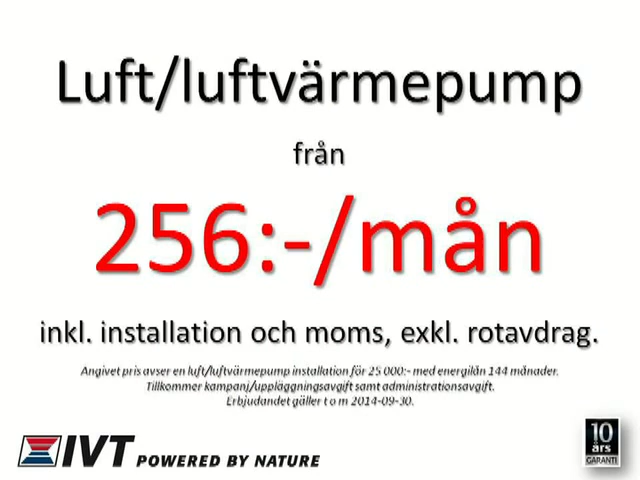 Luft/luftvärmepump
från
256:-/mån
inkl. installation och moms, exkl. rotavdrag.
Angivet pris avser en luft/luftvärmepump installation för 25 000:- med energilån 144 månader.
Tillkommer kampanj/uppläggningsavgift samt administrationsavgift.
Erbjudandet gäller t o m 2014-09-30.
IVT POWERED BY NATURE
10
års
GARANTI